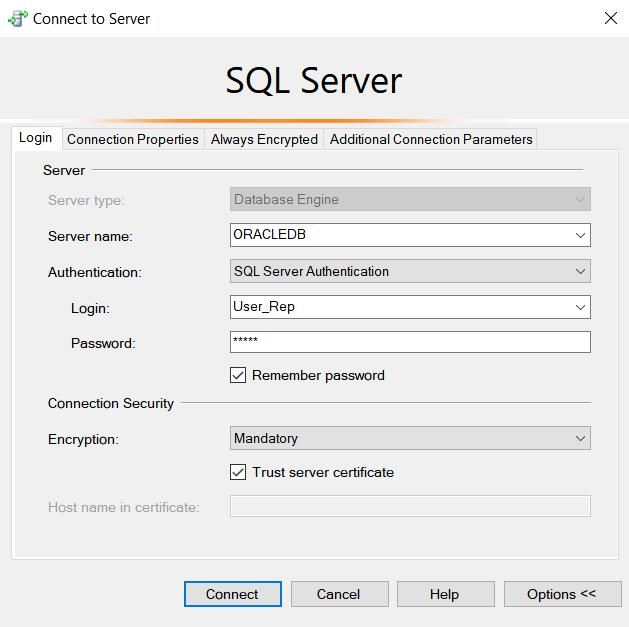 Connect to Server
SQL Server
Login Connection Properties Always Encrypted Additional Connection Parameters
Server
Server type: Database Engine
Server name: ORACLEDB
Authentication: SQL Server Authentication
Login: User_Rep
Password: *****
Remember password
Connection Security
Encryption: Mandatory
Trust server certificate
Host name in certificate:
Connect Cancel Help Options <<